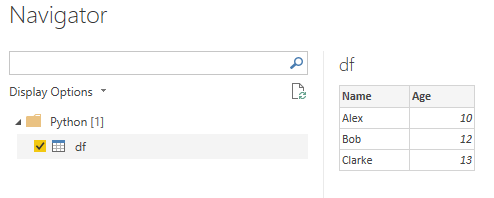 Navigator
Display Options
Python [1]
df
df
Name Age
Alex 10
Bob 12
Clarke 13